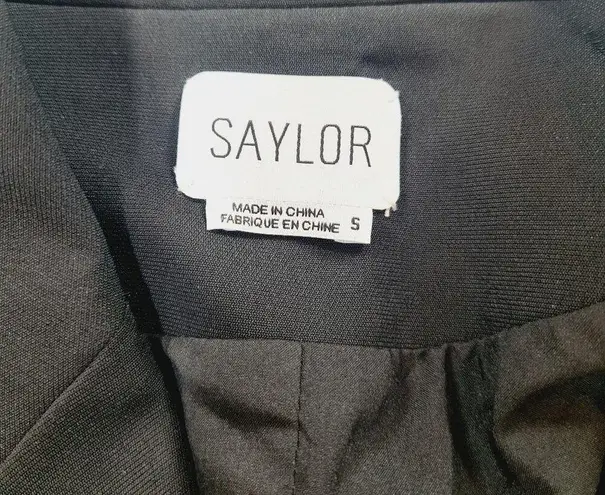 SAYLOR
MADE IN CHINA
FABRIQUE EN CHINE S